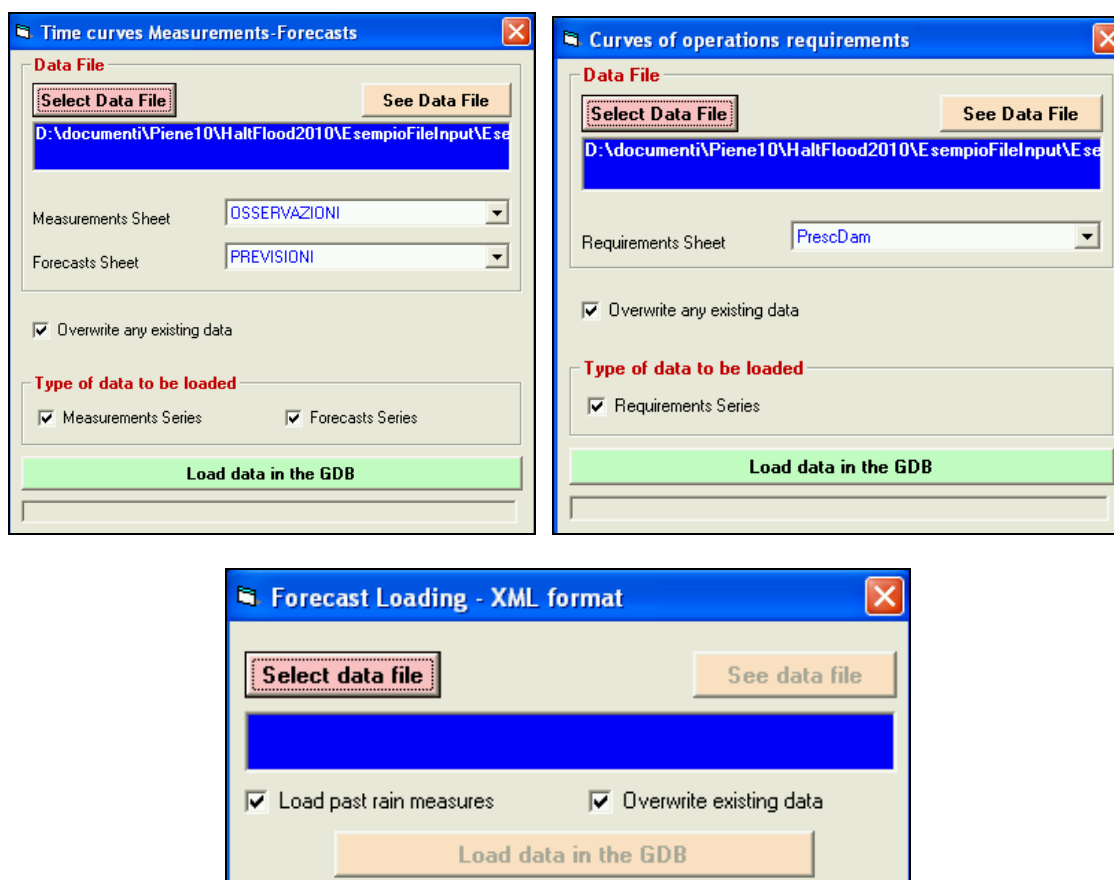 Time curves Measurements-Forecasts
Data File
Select Data File
See Data File
D:\documenti\Piene10\HaltFlood2010\EsempioFileInput\Ese
Measurements Sheet
OSSERVAZIONI
Forecasts Sheet
PREVISIONI
Overwrite any existing data
Type of data to be loaded
Measurements Series
Forecasts Series
Load data in the GDB
Curves of operations requirements
Data File
Select Data File
See Data File
D:\documenti\Piene10\HaltFlood2010\EsempioFileInput\Ese
Requirements Sheet
PrescDam
Overwrite any existing data
Type of data to be loaded
Requirements Series
Load data in the GDB
Forecast Loading - XML format
Select data file
See data file
Load past rain measures
Overwrite existing data
Load data in the GDB